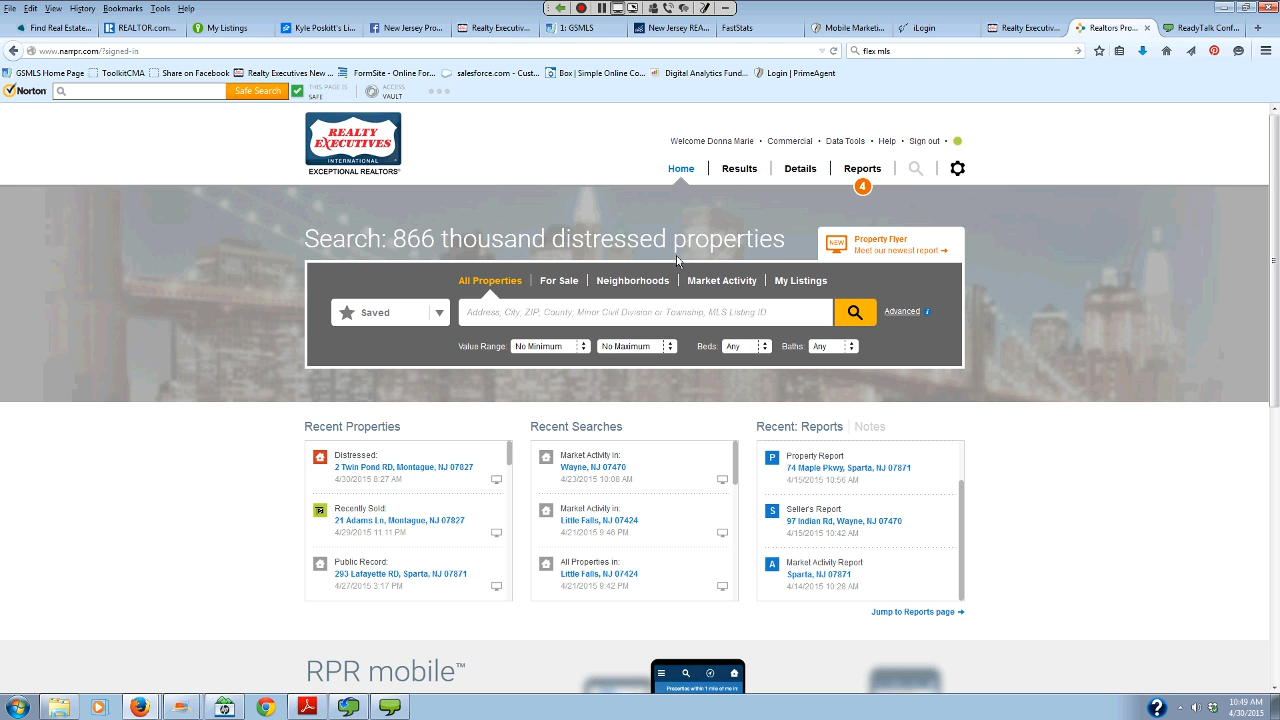 File Edit View History Bookmarks Tools Help
Find Real Estate...
REALTOR®.co...
My Listings
Kyle Poskitt's I...
Floor...
My Listings
Realty Executive...
My Listings
New Jersey REA...
FastStats
Mobile Marketi...
iLogin
Realty Executiv...
Realtors Pro...
ReadyTalk Conf...
www.narrpr.com/?signed-in
flex mls
GSMLS Home Page
ToolkitCMA
Share on Facebook
Realty Executives New ...
FormSite - Online For...
salesforce.com - Cust...
Box | Simple Online Co...
Digital Analytics Fund...
Login | PrimeAgent
Norton
Safe Search
THIS PAGE IS
SAFE
ACCESS
VAULT
REALTY
EXECUTIVES
INTERNATIONAL
EXCEPTIONAL REALTORS®
Welcome Donna Marie • Commercial • Data Tools • Help • Sign out •
Home
Results
Details
Reports
4
Search: 866 thousand distressed properties
NEW
Property Flyer
Meet our newest report
All Properties
For Sale
Neighborhoods
Market Activity
My Listings
Saved
Address, City, ZIP, County, Minor Civil Division or Township, MLS Listing ID
Advanced i
Value Range: No Minimum No Maximum Beds: Any Baths: Any
Recent Properties
Distressed:
2 Twin Pond RD, Montague, NJ 07827
4/30/2015 8:27 AM
Recently Sold:
21 Adams Ln, Montague, NJ 07827
4/29/2015 11:11 PM
Public Record:
293 Lafayette RD, Sparta, NJ 07871
4/27/2015 3:17 PM
Recent Searches
Market Activity in:
Wayne, NJ 07470
4/23/2015 10:08 AM
Market Activity in:
Little Falls, NJ 07424
4/21/2015 9:46 PM
All Properties in:
Little Falls, NJ 07424
4/21/2015 9:42 PM
Recent: Reports Notes
P
Property Report
74 Maple Pkwy, Sparta, NJ 07871
4/15/2015 10:56 AM
S
Seller's Report
97 Indian Rd, Wayne, NJ 07470
4/15/2015 10:42 AM
A
Market Activity Report
Sparta, NJ 07871
4/14/2015 10:28 AM
Jump to Reports page
RPR mobile™
Properties within 1 mile of me in:
10:49 AM
4/30/2015